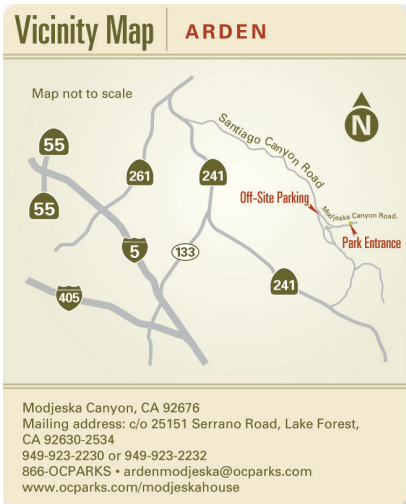 Vicinity Map
ARDEN
Map not to scale
N
55
55
261
241
Santiago Canyon Road
Off-Site Parking
Modjeska Canyon Road.
Park Entrance
5
133
241
405
Modjeska Canyon, CA 92676
Mailing address: c/o 25151 Serrano Road, Lake Forest,
CA 92630-2534
949-923-2230 or 949-923-2232
866-OCPARKS • ardenmodjeska@ocparks.com
www.ocparks.com/modjeskahouse